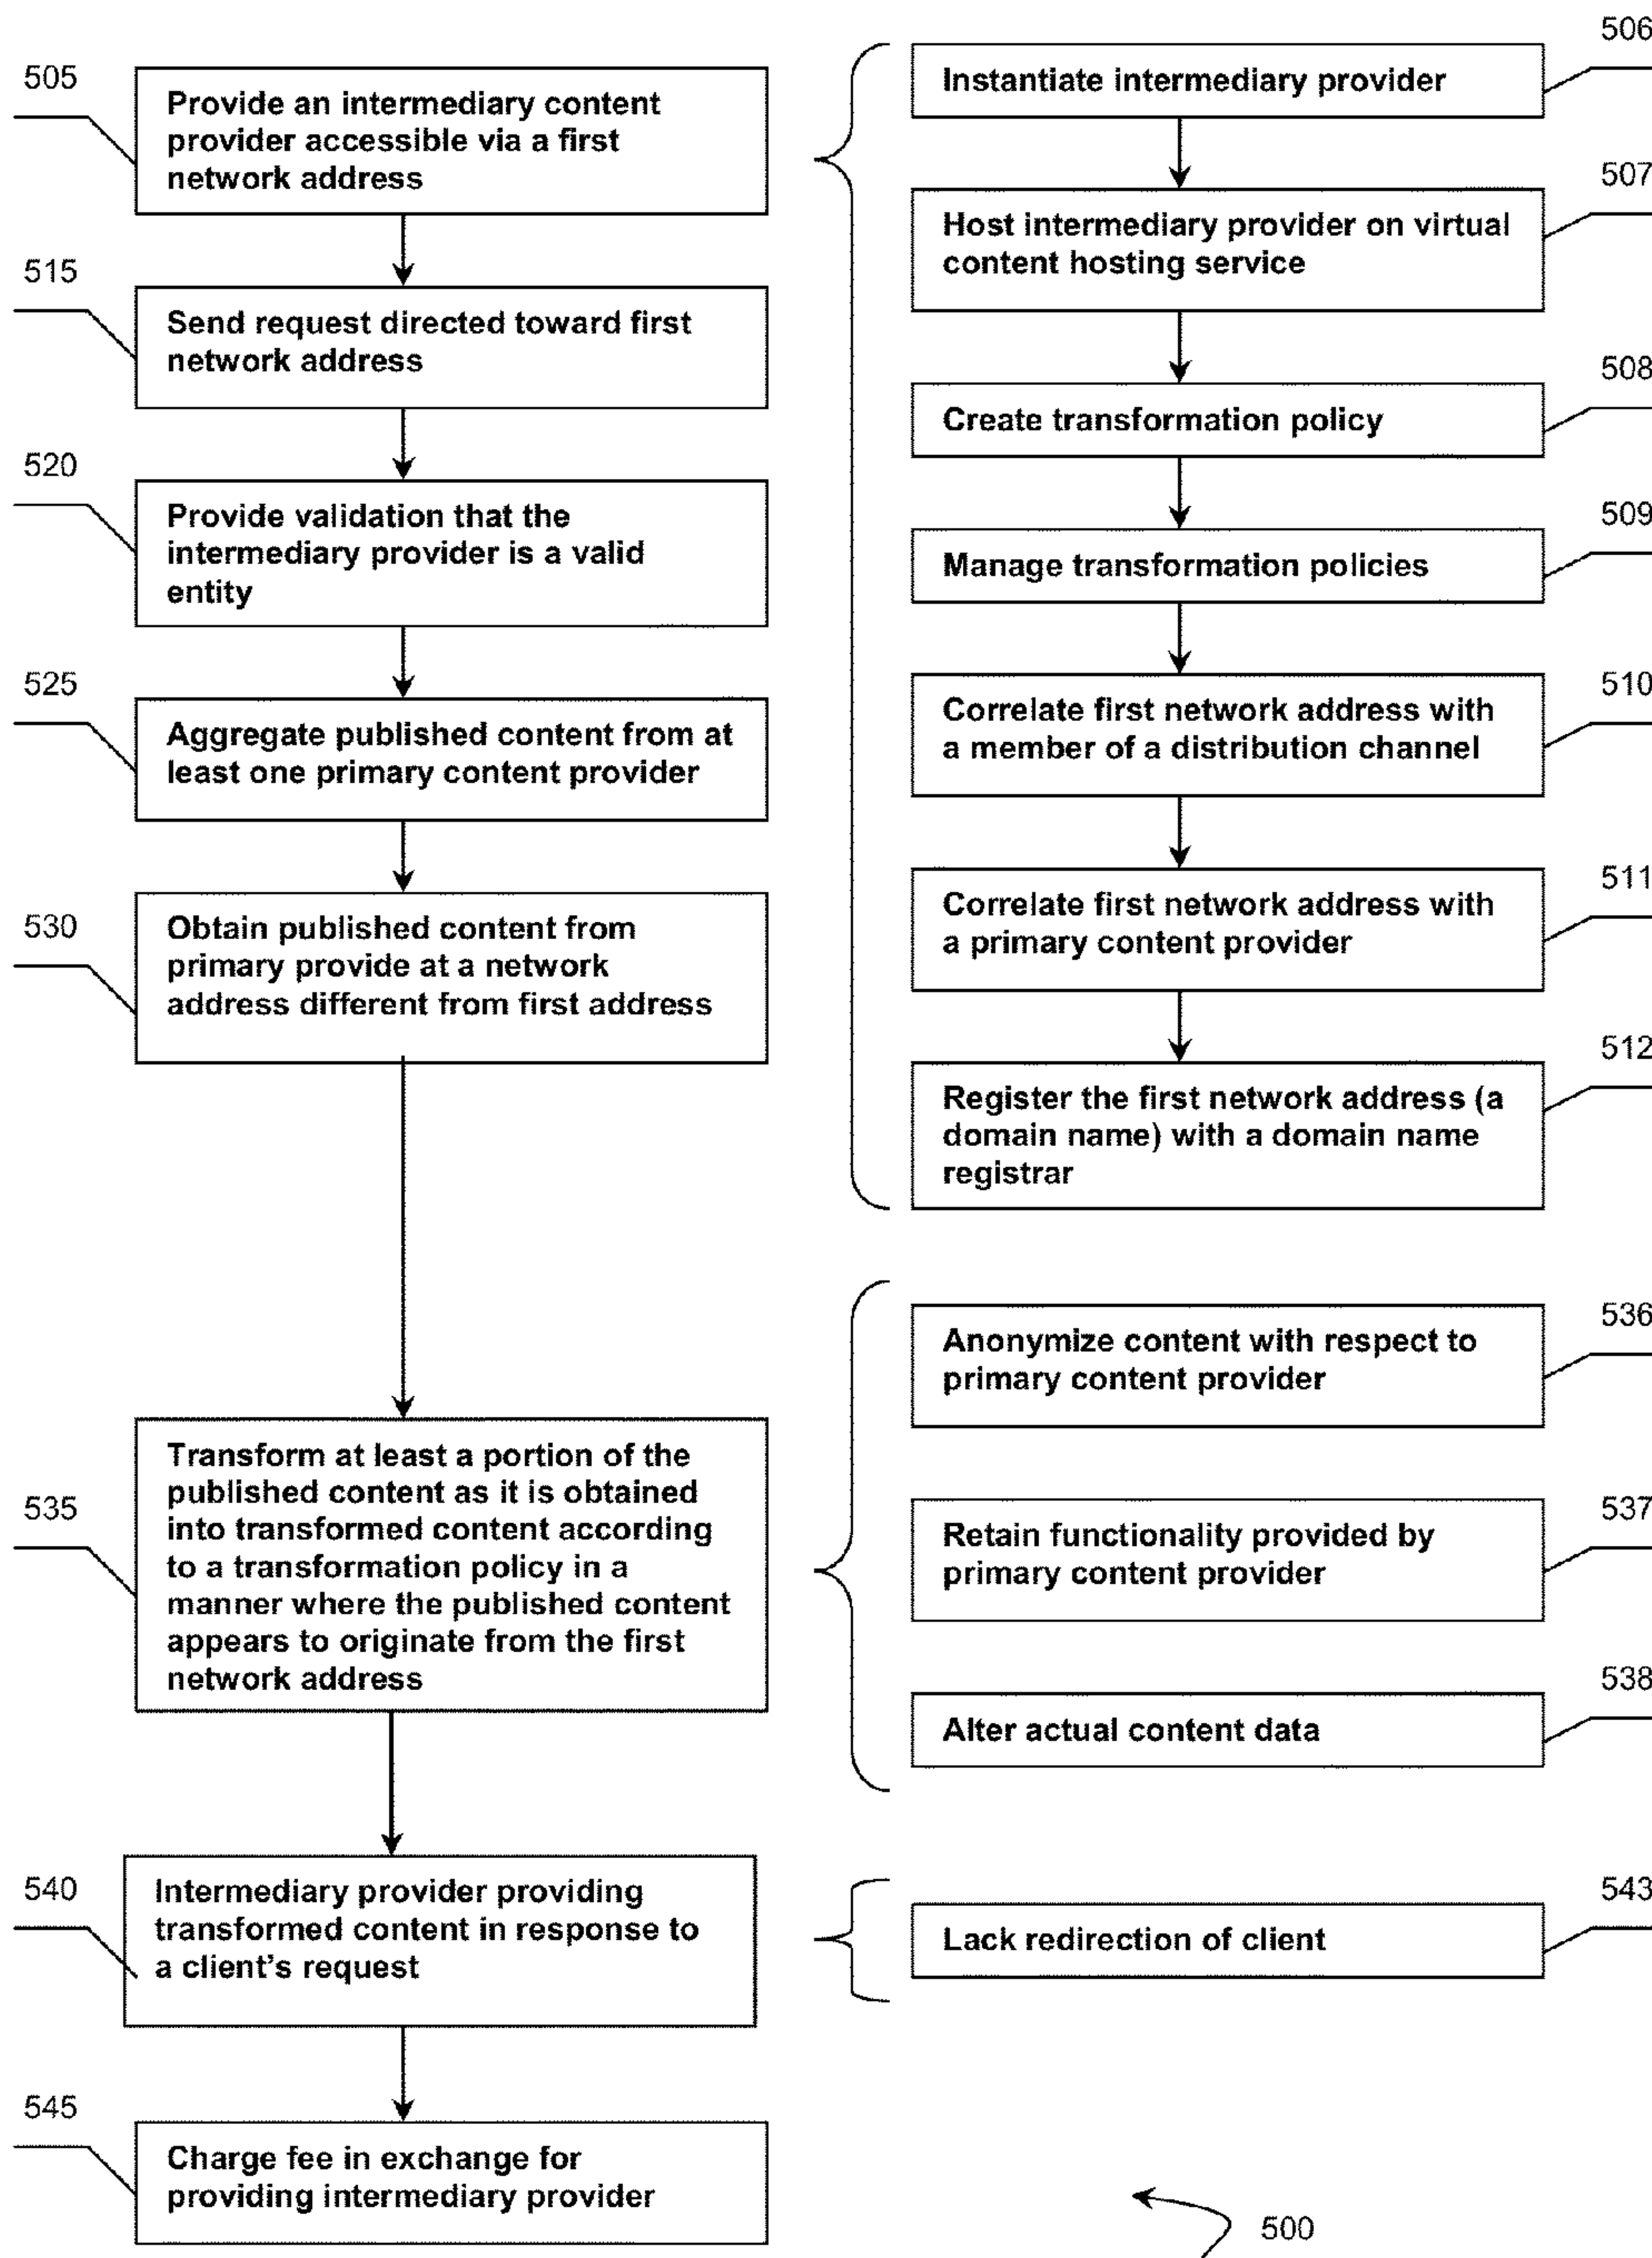 505
Provide an intermediary content
provider accessible via a first
network address
515
Send request directed toward first
network address
520
Provide validation that the
intermediary provider is a valid
entity
525
Aggregate published content from at
least one primary content provider
530
Obtain published content from
primary provide at a network
address different from first address
535
Transform at least a portion of the
published content as it is obtained
into transformed content according
to a transformation policy in a
manner where the published content
appears to originate from the first
network address
540
Intermediary provider providing
transformed content in response to
a client's request
545
Charge fee in exchange for
providing intermediary provider
506
Instantiate intermediary provider
507
Host intermediary provider on virtual
content hosting service
508
Create transformation policy
509
Manage transformation policies
510
Correlate first network address with
a member of a distribution channel
511
Correlate first network address with
a primary content provider
512
Register the first network address (a
domain name) with a domain name
registrar
536
Anonymize content with respect to
primary content provider
537
Retain functionality provided by
primary content provider
538
Alter actual content data
543
Lack redirection of client
500